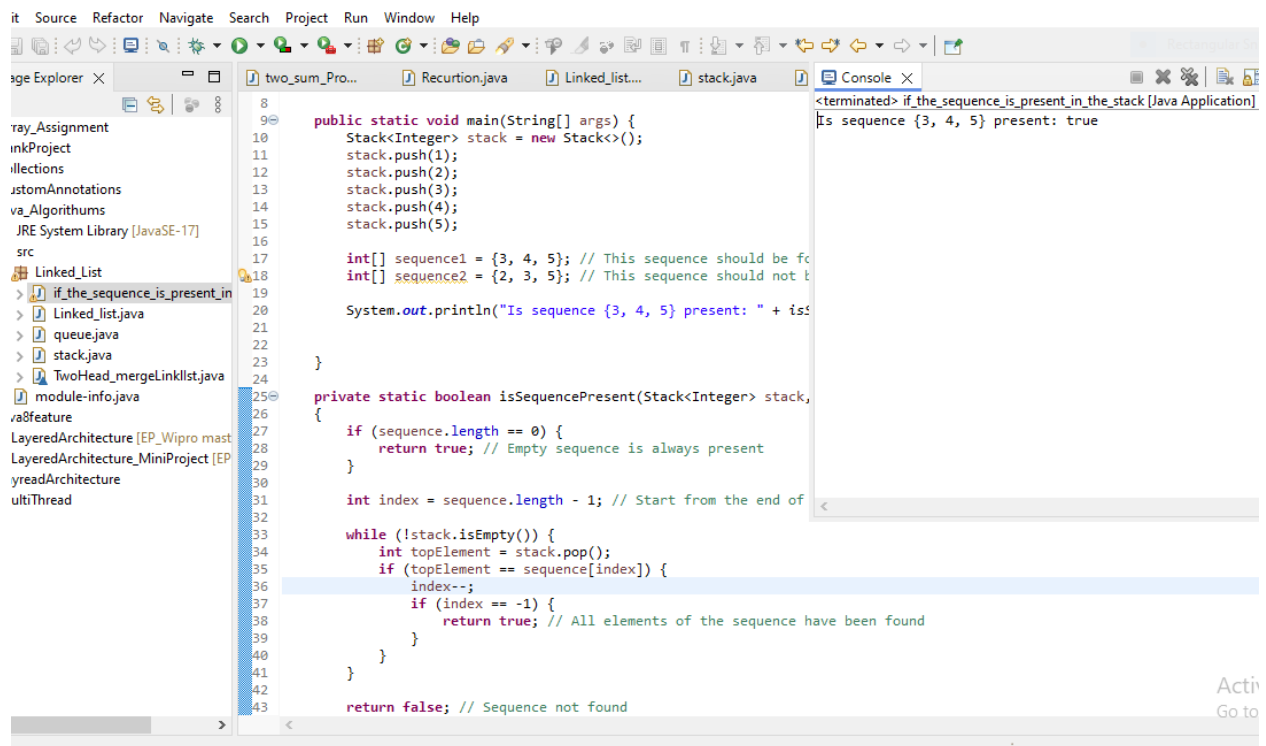 it Source Refactor Navigate Search Project Run Window Help
age Explorer
two_sum_Pro...
Recurtion.java
Linked_list....
stack.java
Console
<terminated> if_the_sequence_is_present_in_the_stack [Java Application]
Is sequence {3, 4, 5} present: true
rray_Assignment
ankProject
ollections
ustomAnnotations
va_Algorithums
JRE System Library [JavaSE-17]
src
Linked_List
if_the_sequence_is_present_in
Linked_list.java
queue.java
stack.java
TwoHead_mergeLinklIst.java
module-info.java
va8feature
LayeredArchitecture [EP_Wipro mast
LayeredArchitecture_MiniProject [EP
yreadArchitecture
ultiThread
8
9 public static void main(String[] args) {
10 Stack<Integer> stack = new Stack<>();
11 stack.push(1);
12 stack.push(2);
13 stack.push(3);
14 stack.push(4);
15 stack.push(5);
16
17 int[] sequence1 = {3, 4, 5}; // This sequence should be fo
18 int[] sequence2 = {2, 3, 5}; // This sequence should not b
19
20 System.out.println("Is sequence {3, 4, 5} present: " + isS
21
22
23 }
24
25 private static boolean isSequencePresent(Stack<Integer> stack,
26 {
27 if (sequence.length == 0) {
28 return true; // Empty sequence is always present
29 }
30
31 int index = sequence.length - 1; // Start from the end of
32
33 while (!stack.isEmpty()) {
34 int topElement = stack.pop();
35 if (topElement == sequence[index]) {
36 index--;
37 if (index == -1) {
38 return true; // All elements of the sequence have been found
39 }
40 }
41 }
42
43 return false; // Sequence not found
Activ
Go to